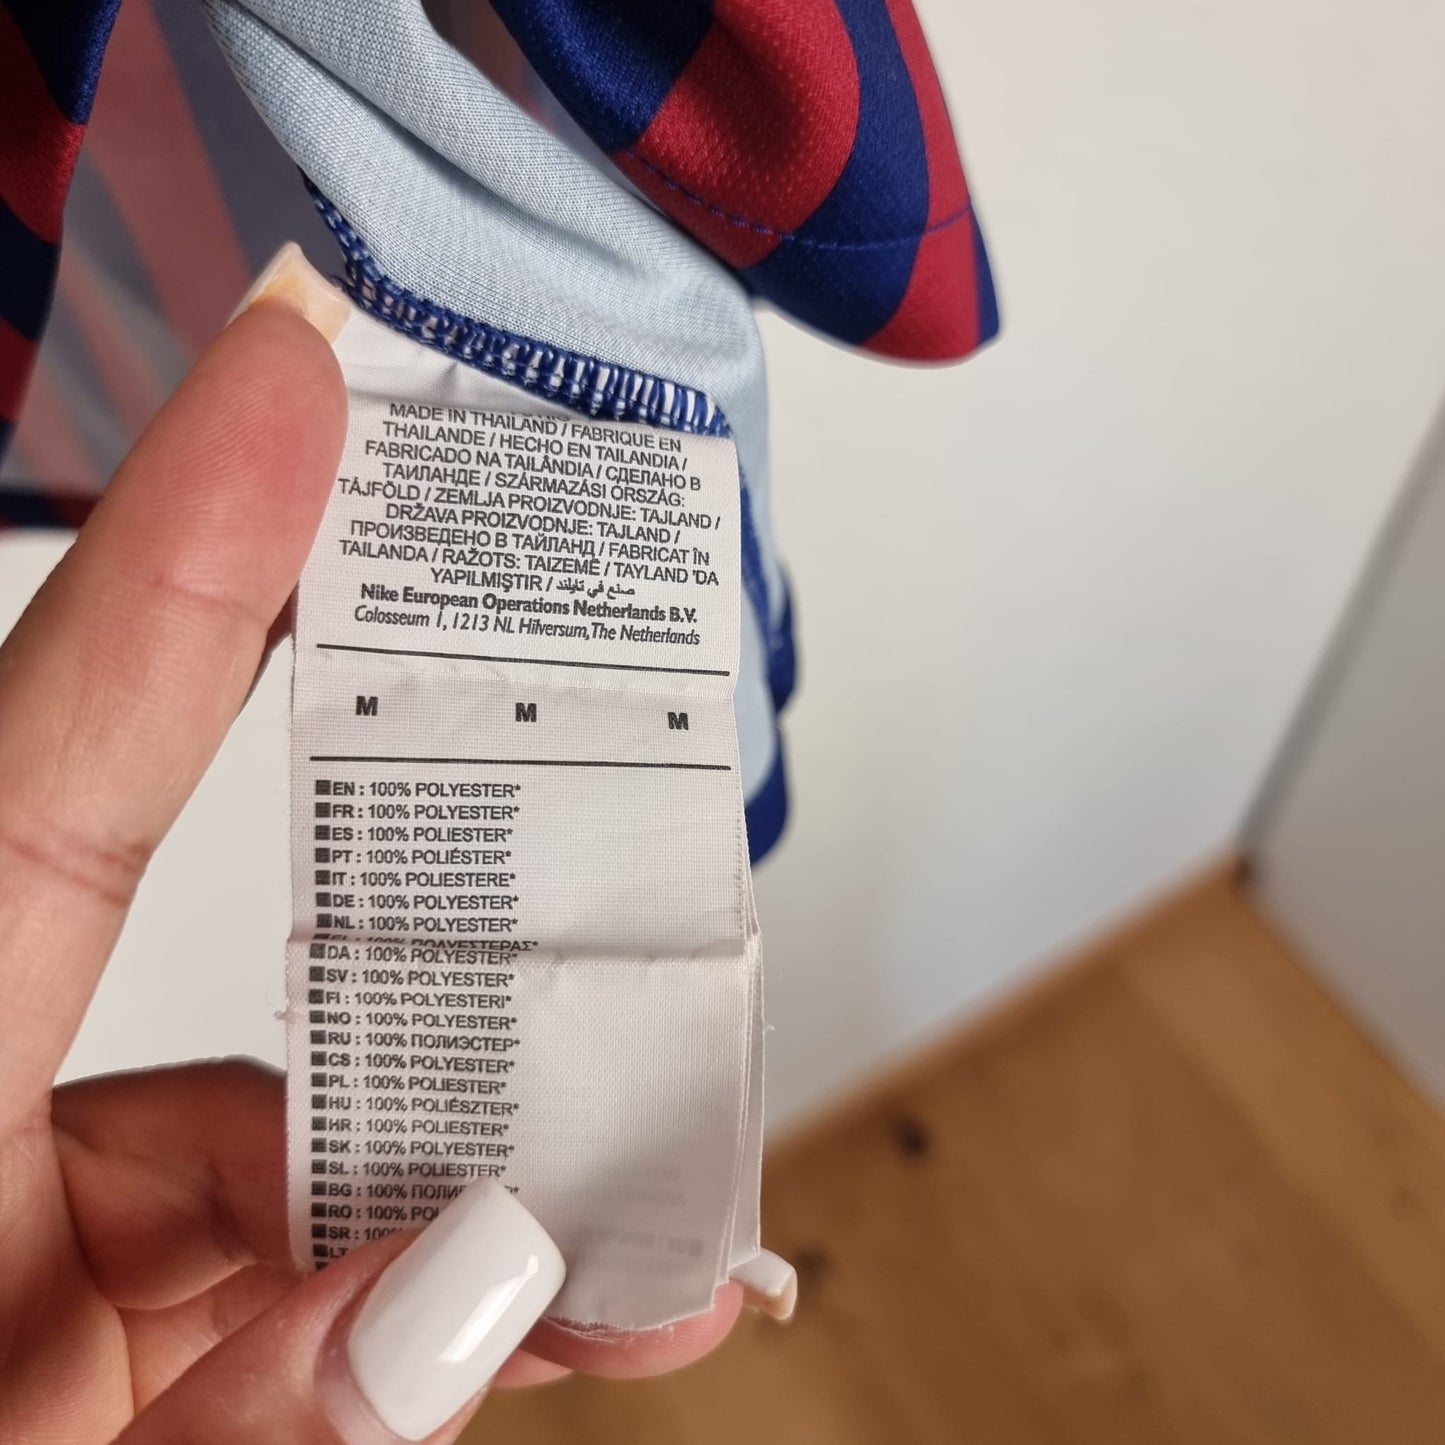 MADE IN THAILAND / FABRIQUE EN
THAILANDE / HECHO EN TAILANDIA /
FABRICADO NA TAILÂNDIA / СДЕЛАНО В
ТАИЛАНДЕ / SZÁRMAZÁSI ORSZÁG:
TÁJFÖLD / ZEMLJA PROIZVODNJE: TAJLAND /
DRŽAVA PROIZVODNJE: TAJLAND /
ПРОИЗВЕДЕНО В ТАЙЛАНД / FABRICAT ÎN
TAILANDA / RAŽOTS: TAIZEMĒ / TAYLAND 'DA
YAPILMIŞTIR / صنع في تايلند
Nike European Operations Netherlands B.V.
Colosseum 1, 1213 NL Hilversum, The Netherlands
M M M
EN : 100% POLYESTER*
FR : 100% POLYESTER*
ES : 100% POLIESTER*
PT : 100% POLIÉSTER*
IT : 100% POLIESTERE*
DE : 100% POLYESTER*
NL : 100% POLYESTER*
EL : 100% ΠΟΛΥΕΣΤΕΡΑΣ*
DA : 100% POLYESTER*
SV : 100% POLYESTER*
FI : 100% POLYESTERI*
NO : 100% POLYESTER*
RU : 100% ПОЛИЭСТЕР*
CS : 100% POLYESTER*
PL : 100% POLIESTER*
HU : 100% POLIÉSZTER*
HR : 100% POLIESTER*
SK : 100% POLYESTER*
SL : 100% POLIESTER*
BG : 100%
RO : 100%
SR :
LT